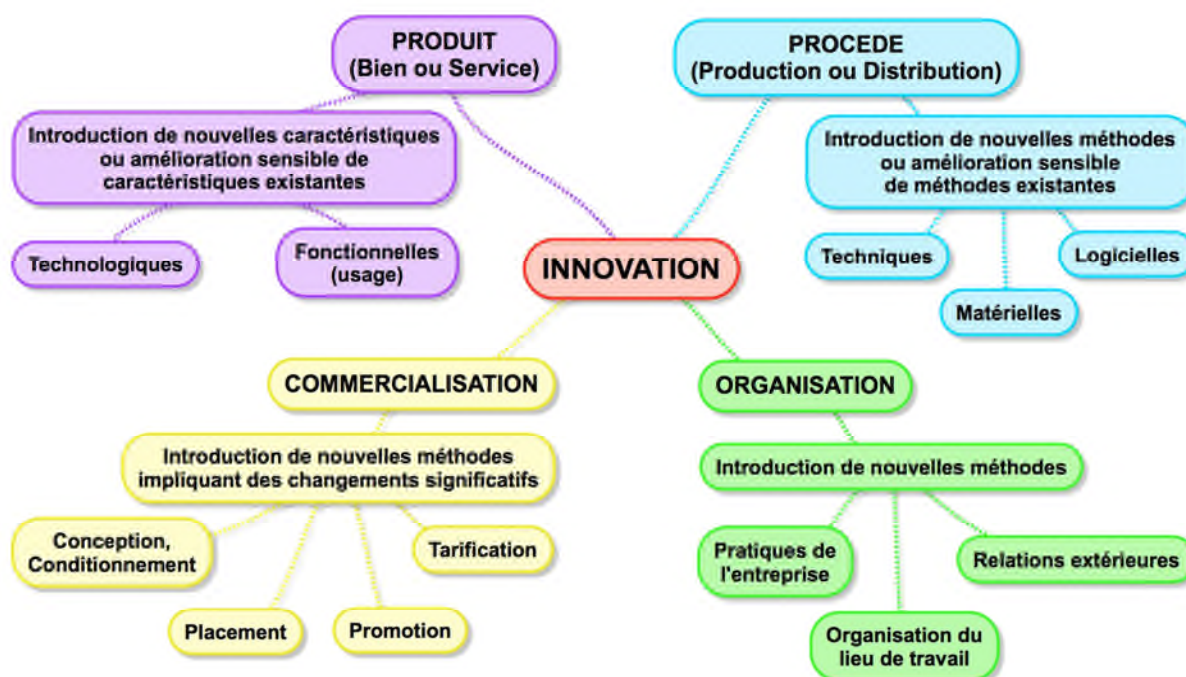 PRODUIT
(Bien ou Service)
Introduction de nouvelles caractéristiques
ou amélioration sensible de
caractéristiques existantes
Technologiques
Fonctionnelles
(usage)
PROCEDE
(Production ou Distribution)
Introduction de nouvelles méthodes
ou amélioration sensible
de méthodes existantes
Techniques
Logicielles
Matérielles
INNOVATION
COMMERCIALISATION
Introduction de nouvelles méthodes
impliquant des changements significatifs
Conception,
Conditionnement
Tarification
Placement
Promotion
ORGANISATION
Introduction de nouvelles méthodes
Pratiques de
l'entreprise
Relations extérieures
Organisation du
lieu de travail